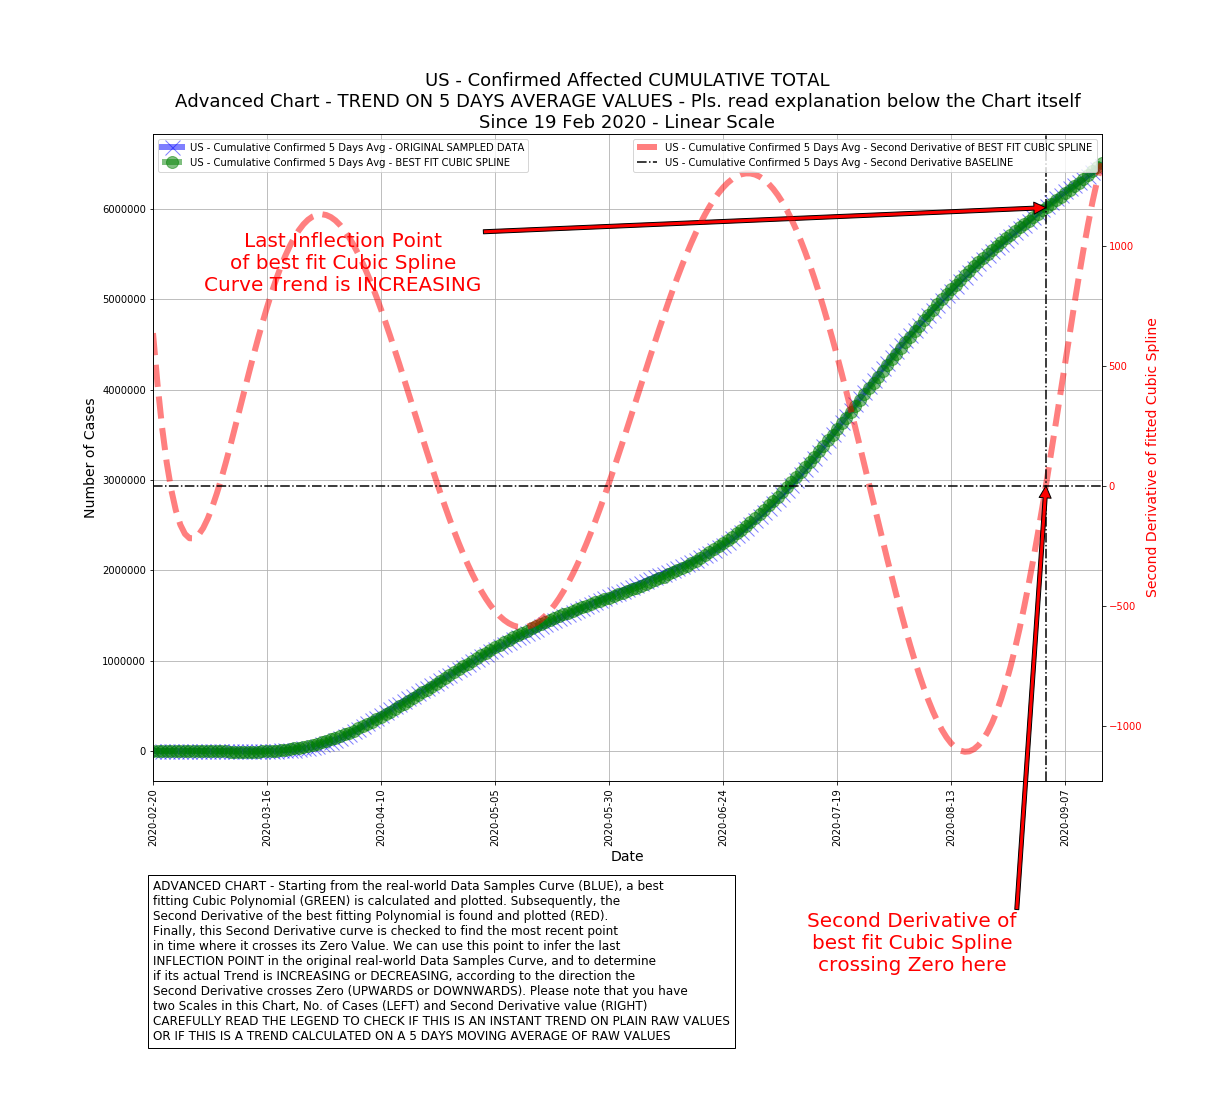 US - Confirmed Affected CUMULATIVE TOTAL
Advanced Chart - TREND ON 5 DAYS AVERAGE VALUES - Pls. read explanation below the Chart itself
Since 19 Feb 2020 - Linear Scale
US - Cumulative Confirmed 5 Days Avg - ORIGINAL SAMPLED DATA
US - Cumulative Confirmed 5 Days Avg - BEST FIT CUBIC SPLINE
US - Cumulative Confirmed 5 Days Avg - Second Derivative of BEST FIT CUBIC SPLINE
US - Cumulative Confirmed 5 Days Avg - Second Derivative BASELINE
Last Inflection Point
of best fit Cubic Spline
Curve Trend is INCREASING
Number of Cases
6000000
5000000
4000000
3000000
2000000
1000000
0
1000
500
0
−500
−1000
Second Derivative of fitted Cubic Spline
2020-02-20
2020-03-16
2020-04-10
2020-05-05
2020-05-30
2020-06-24
2020-07-19
2020-08-13
2020-09-07
Date
ADVANCED CHART - Starting from the real-world Data Samples Curve (BLUE), a best
fitting Cubic Polynomial (GREEN) is calculated and plotted. Subsequently, the
Second Derivative of the best fitting Polynomial is found and plotted (RED).
Finally, this Second Derivative curve is checked to find the most recent point
in time where it crosses its Zero Value. We can use this point to infer the last
INFLECTION POINT in the original real-world Data Samples Curve, and to determine
if its actual Trend is INCREASING or DECREASING, according to the direction the
Second Derivative crosses Zero (UPWARDS or DOWNWARDS). Please note that you have
two Scales in this Chart, No. of Cases (LEFT) and Second Derivative value (RIGHT)
CAREFULLY READ THE LEGEND TO CHECK IF THIS IS AN INSTANT TREND ON PLAIN RAW VALUES
OR IF THIS IS A TREND CALCULATED ON A 5 DAYS MOVING AVERAGE OF RAW VALUES
Second Derivative of
best fit Cubic Spline
crossing Zero here